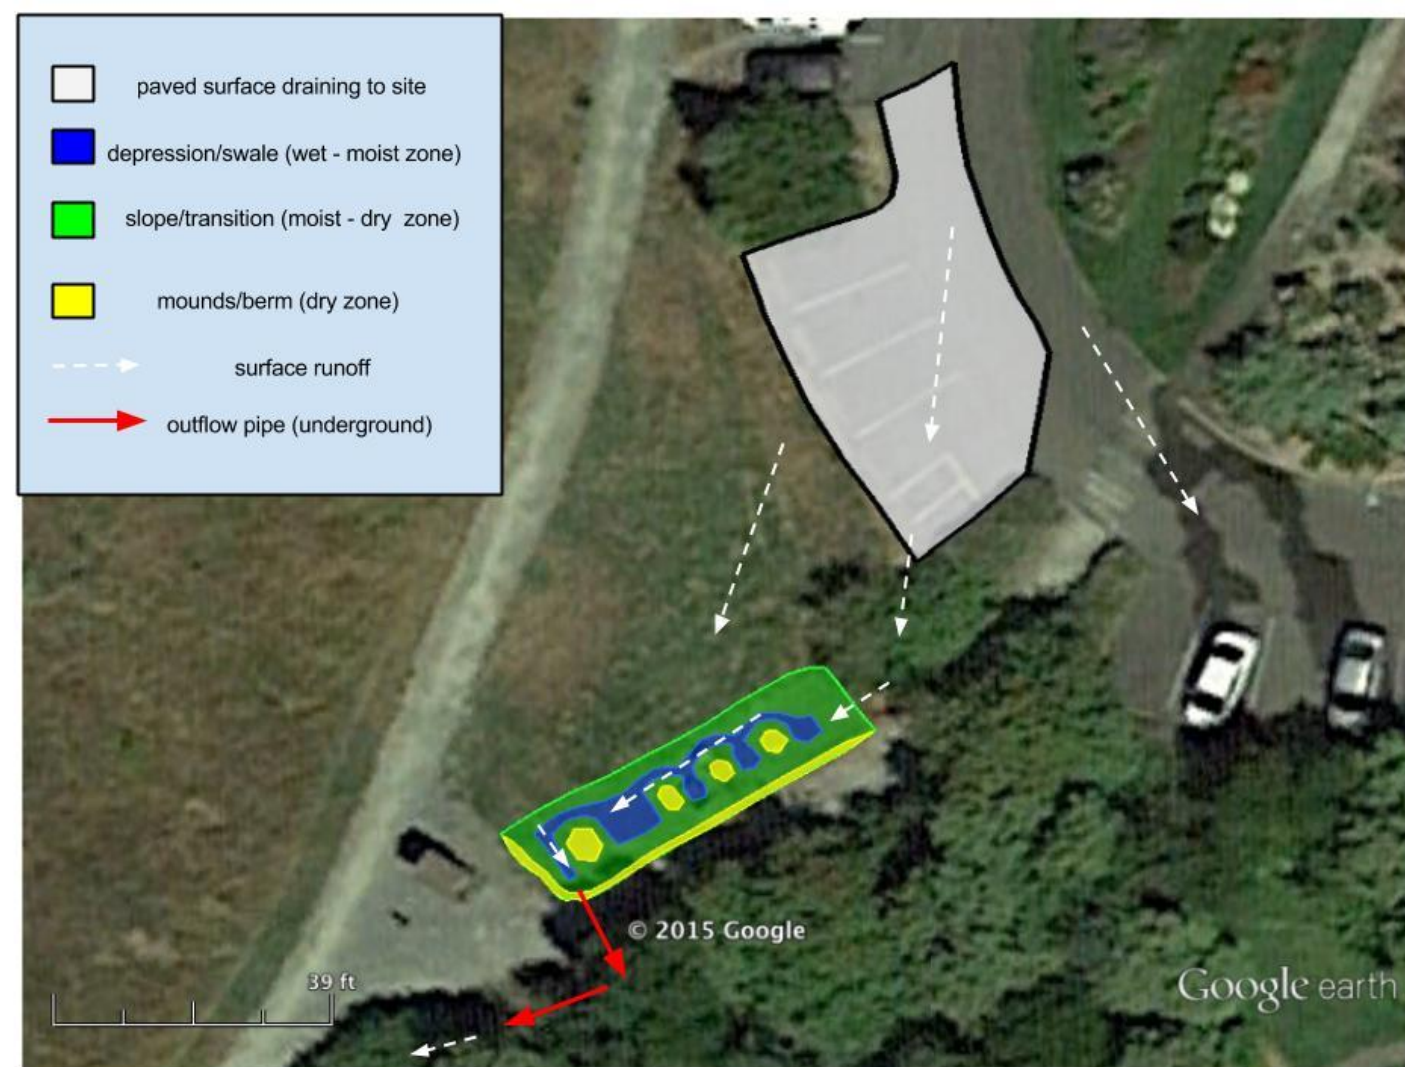 paved surface draining to site
depression/swale (wet - moist zone)
slope/transition (moist - dry  zone)
mounds/berm (dry zone)
surface runoff
outflow pipe (underground)
© 2015 Google
39 ft
Google earth